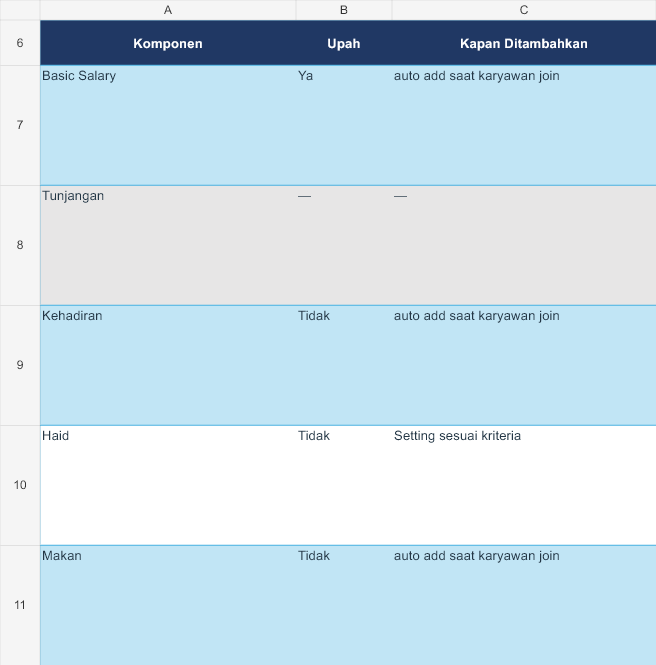 A B C
6 Komponen Upah Kapan Ditambahkan
7 Basic Salary Ya auto add saat karyawan join
8 Tunjangan — —
9 Kehadiran Tidak auto add saat karyawan join
10 Haid Tidak Setting sesuai kriteria
11 Makan Tidak auto add saat karyawan join